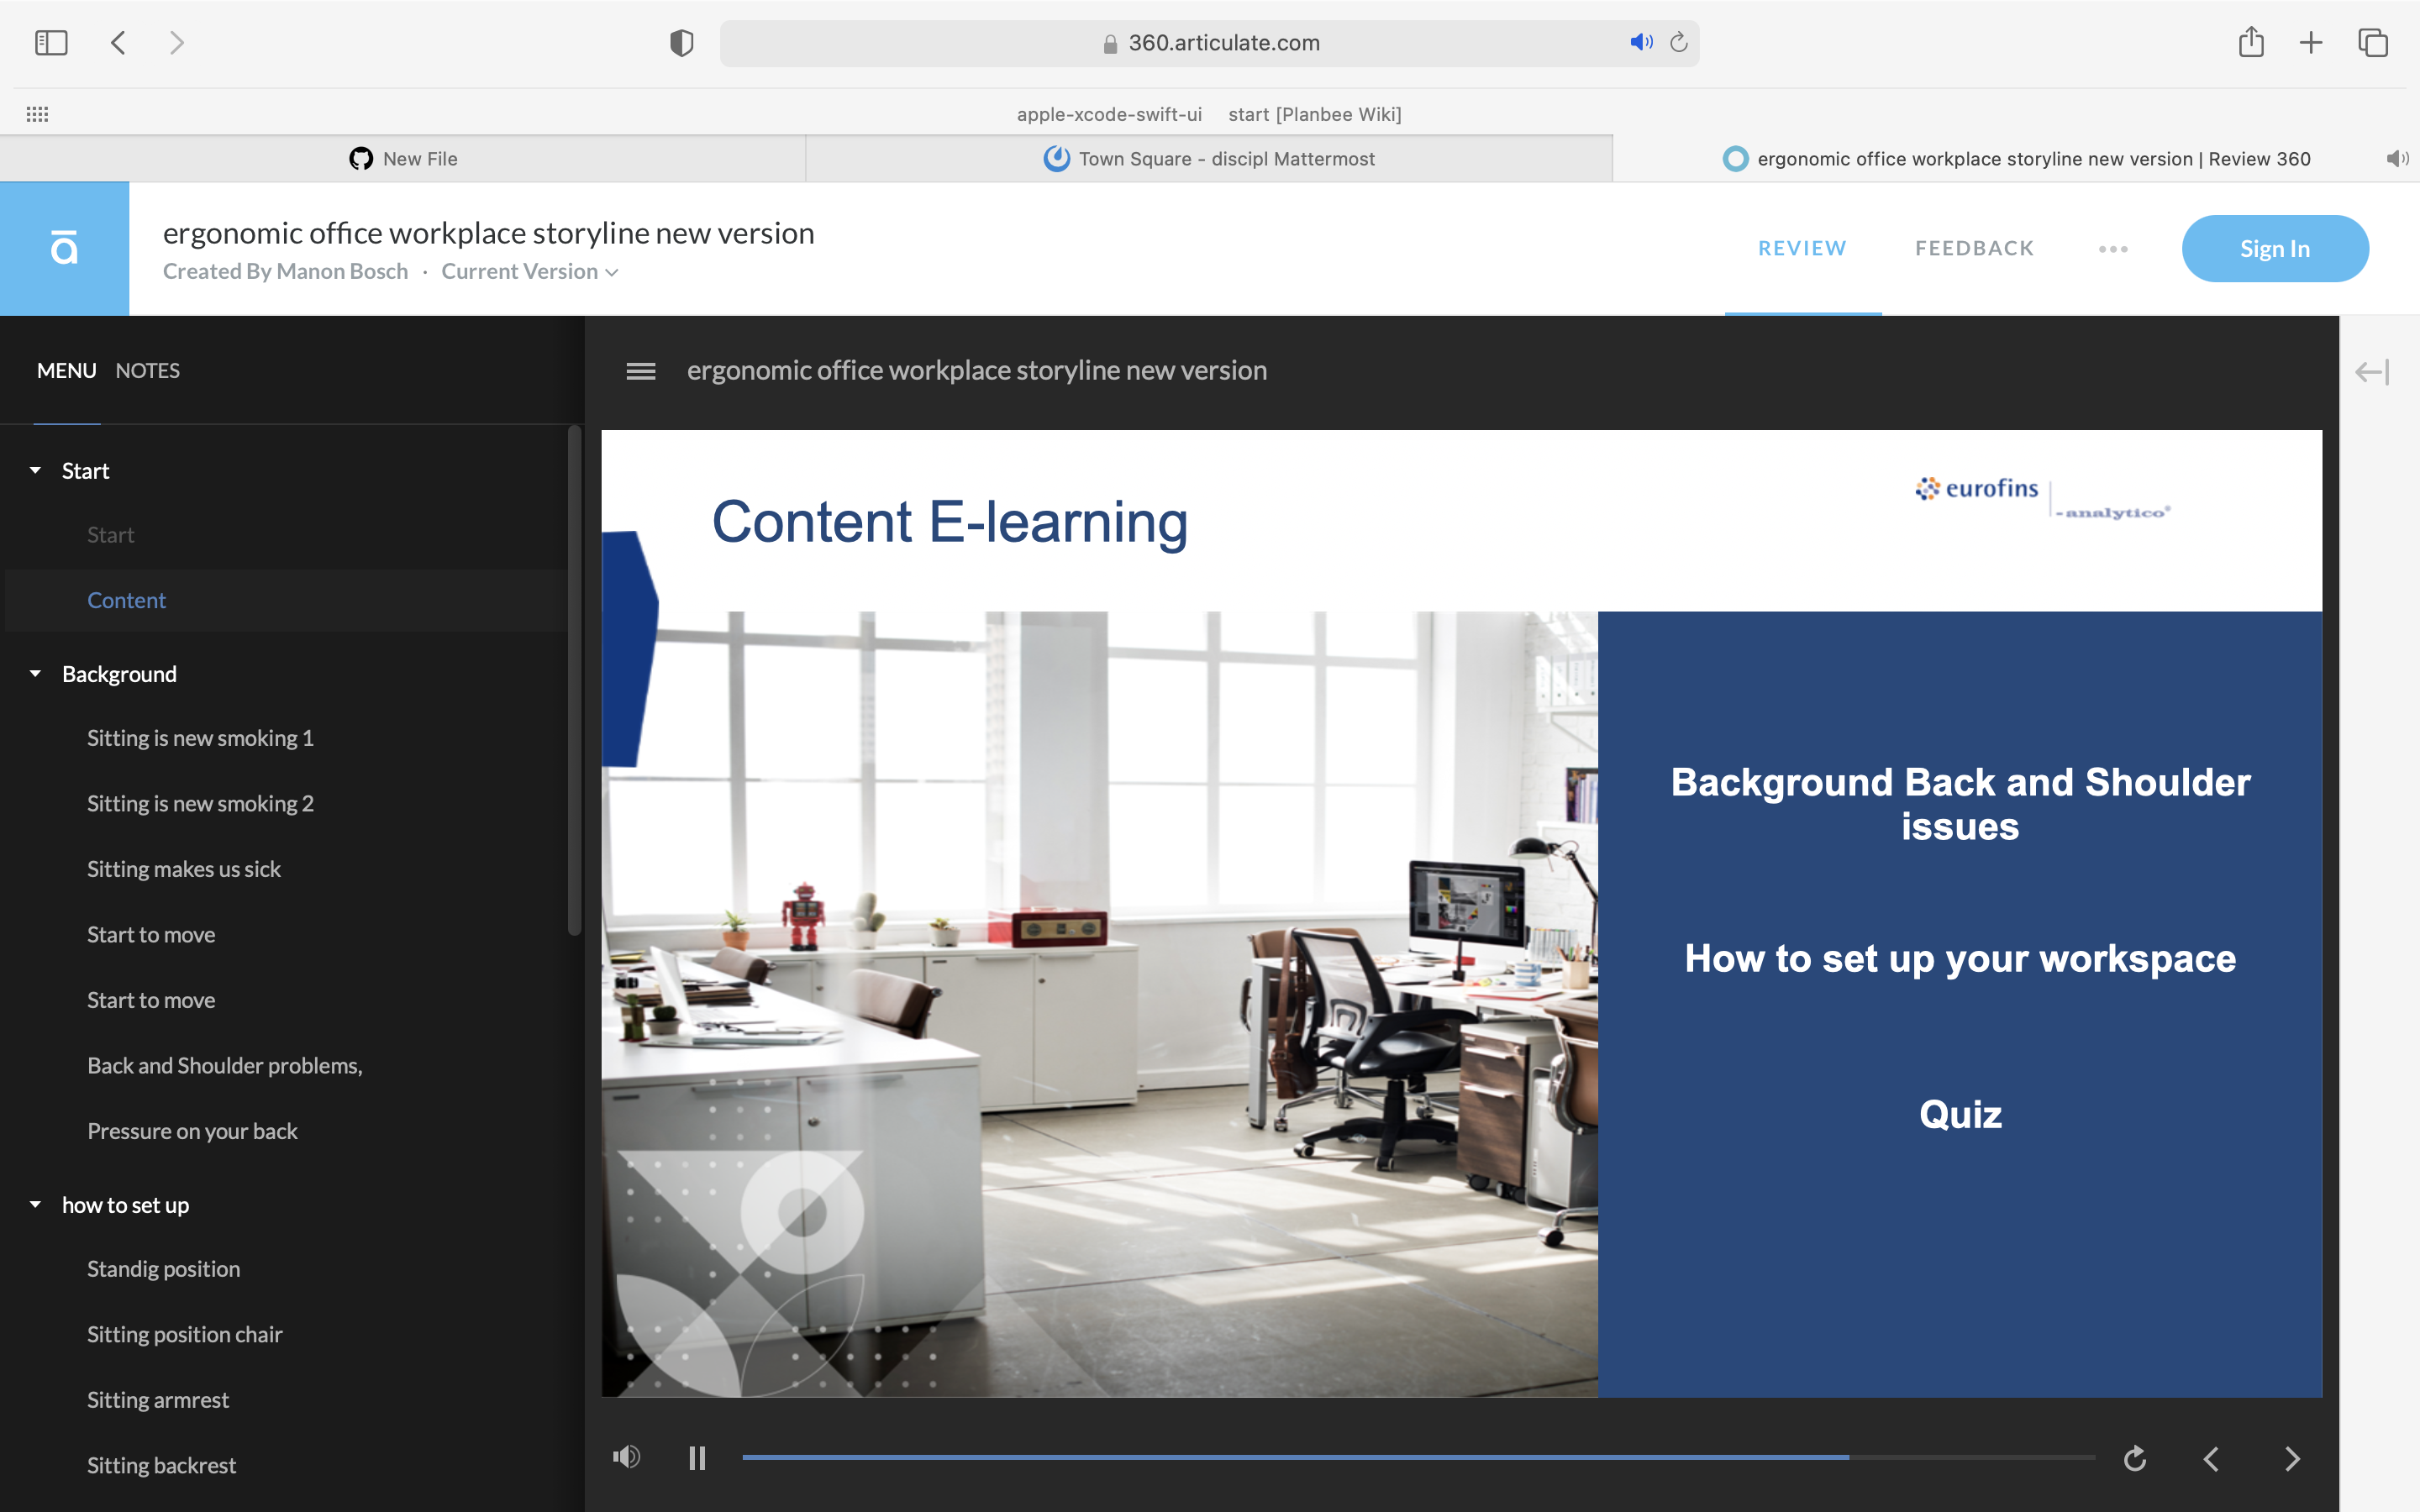 360.articulate.com
apple-xcode-swift-ui start [Planbee Wiki]
New File
Town Square - discipl Mattermost
ergonomic office workplace storyline new version | Review 360
ā
ergonomic office workplace storyline new version
Created By Manon Bosch · Current Version
REVIEW
FEEDBACK
Sign In
MENU NOTES
Start
Start
Content
Background
Sitting is new smoking 1
Sitting is new smoking 2
Sitting makes us sick
Start to move
Start to move
Back and Shoulder problems,
Pressure on your back
how to set up
Standig position
Sitting position chair
Sitting armrest
Sitting backrest
ergonomic office workplace storyline new version
Content E-learning
eurofins
analytico®
Background Back and Shoulder
issues
How to set up your workspace
Quiz